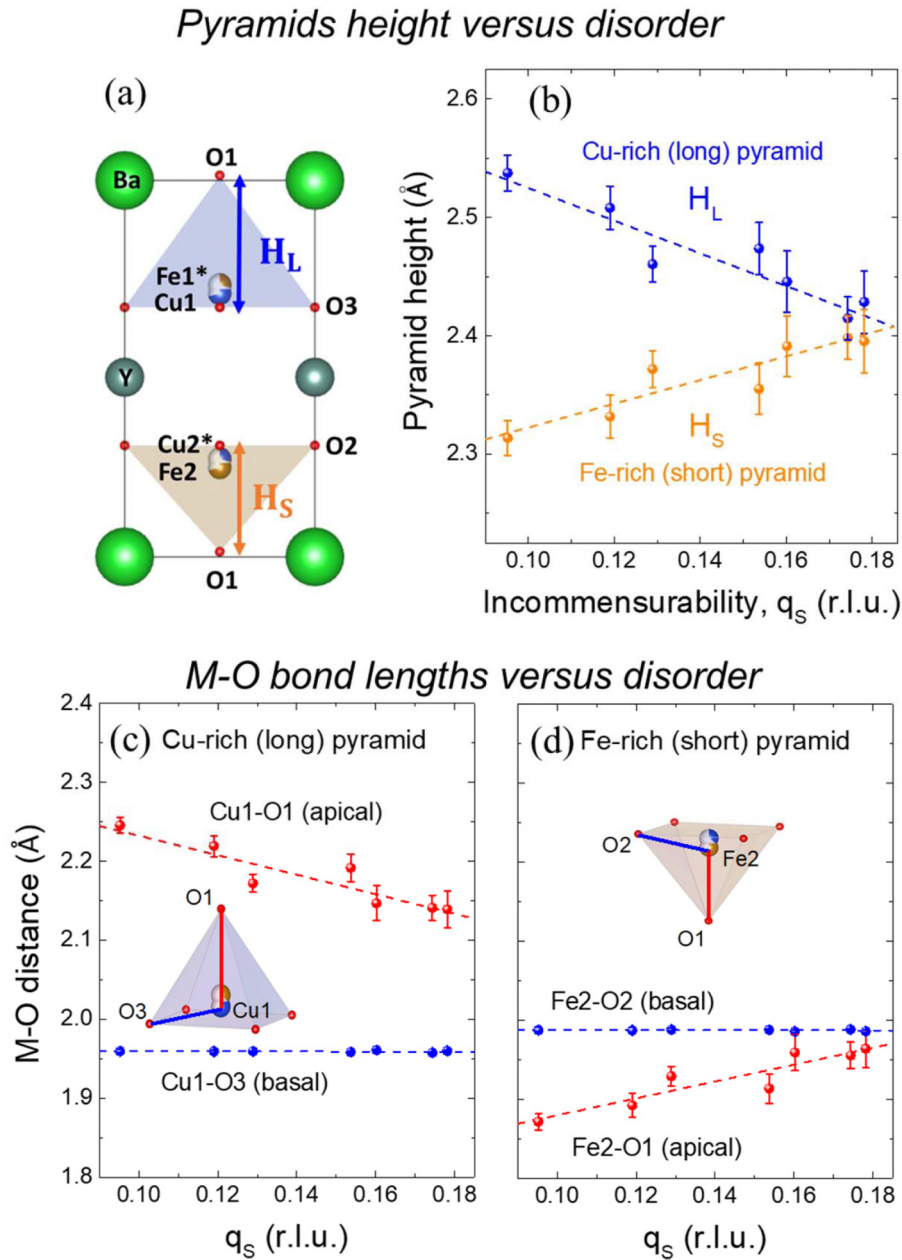 Pyramids height versus disorder
(a)
O1
Ba
H_L
Fe1*
Cu1
O3
Y
Cu2*
O2
Fe2
H_S
O1
(b)
2.6
2.5
2.4
2.3
Pyramid height (Å)
Cu-rich (long) pyramid
H_L
H_S
Fe-rich (short) pyramid
0.10 0.12 0.14 0.16 0.18
Incommensurability, q_S (r.l.u.)
M-O bond lengths versus disorder
2.4
2.3
2.2
2.1
2.0
1.9
1.8
M-O distance (Å)
(c) Cu-rich (long) pyramid
Cu1-O1 (apical)
O1
O3
Cu1
Cu1-O3 (basal)
0.10 0.12 0.14 0.16 0.18
q_S (r.l.u.)
(d) Fe-rich (short) pyramid
O2
Fe2
O1
Fe2-O2 (basal)
Fe2-O1 (apical)
0.10 0.12 0.14 0.16 0.18
q_S (r.l.u.)